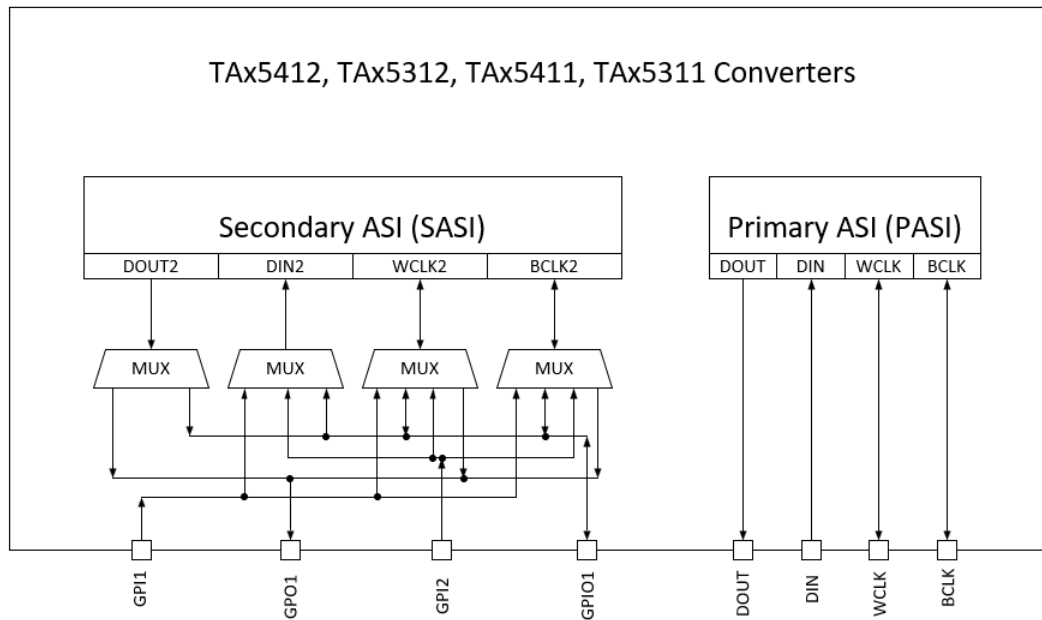 TAx5412, TAx5312, TAx5411, TAx5311 Converters
Secondary ASI (SASI)
DOUT2
DIN2
WCLK2
BCLK2
MUX
MUX
MUX
MUX
GPI1
GPO1
GPI2
GPIO1
Primary ASI (PASI)
DOUT
DIN
WCLK
BCLK
DOUT
DIN
WCLK
BCLK